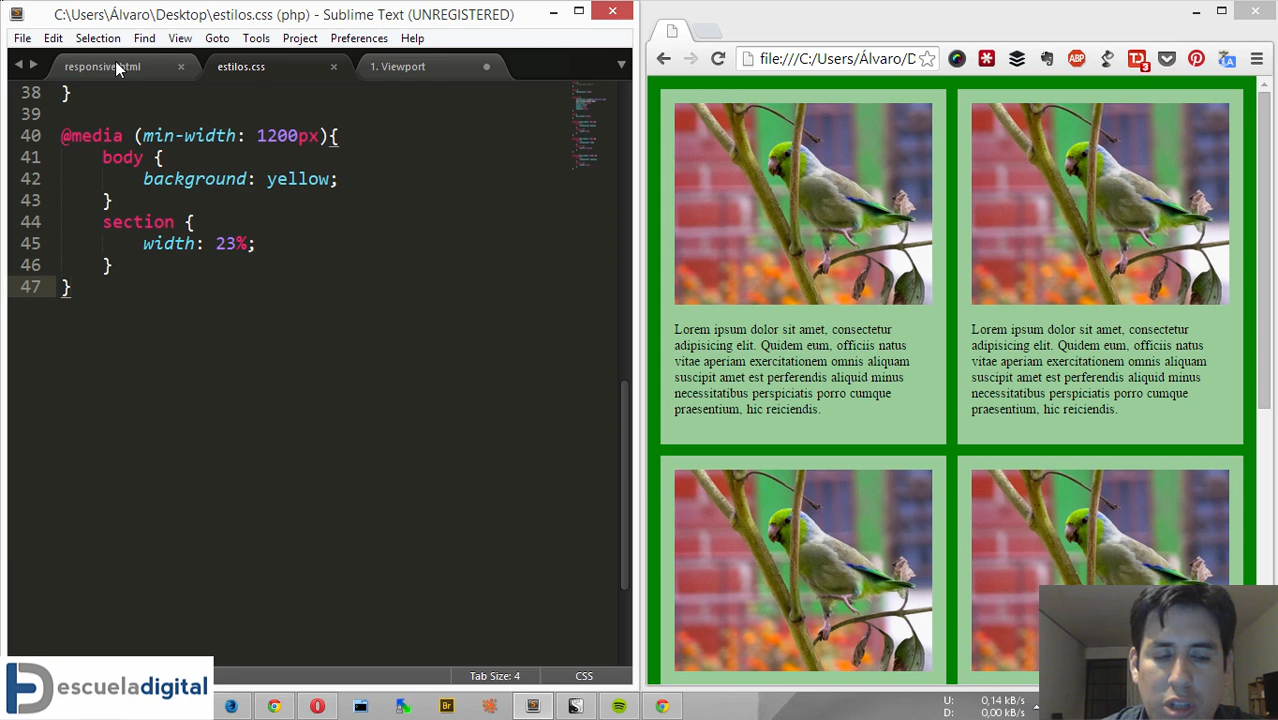 C:\Users\Álvaro\Desktop\estilos.css (php) - Sublime Text (UNREGISTERED)
File Edit Selection Find View Goto Tools Project Preferences Help
responsive.html estilos.css 1. Viewport
file:///C:/Users/Álvaro/D
38 }
39
40 @media (min-width: 1200px){
41 body {
42 background: yellow;
43 }
44 section {
45 width: 23%;
46 }
47 }
Lorem ipsum dolor sit amet, consectetur
adipisicing elit. Quidem eum, officiis natus
vitae aperiam exercitationem omnis aliquam
suscipit amet est perferendis aliquid minus
necessitatibus perspiciatis porro cumque
praesentium, hic reiciendis.
Lorem ipsum dolor sit amet, consectetur
adipisicing elit. Quidem eum, officiis natus
vitae aperiam exercitationem omnis aliquam
suscipit amet est perferendis aliquid minus
necessitatibus perspiciatis porro cumque
praesentium, hic reiciendis.
Tab Size: 4 CSS
escueladigital
Br
U: 0,14 kB/s
D: 0,00 kB/s
ABP
3